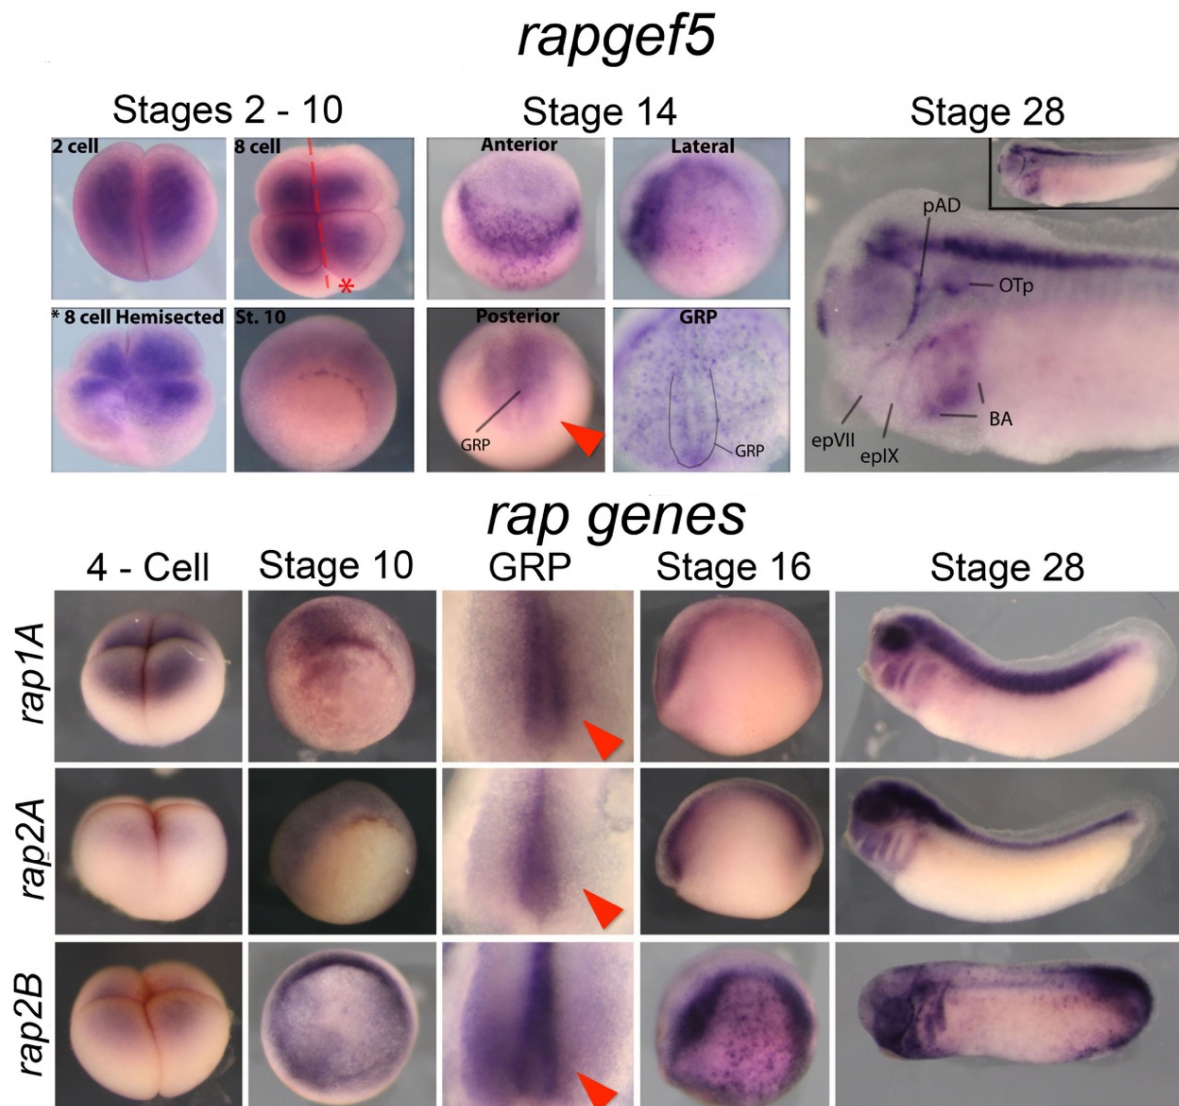 rapgef5
Stages 2 - 10
Stage 14
Stage 28
2 cell
8 cell
*
* 8 cell Hemisected
St. 10
Anterior
Lateral
Posterior
GRP
GRP
GRP
pAD
OTp
BA
epVII
epIX
rap genes
4 - Cell
Stage 10
GRP
Stage 16
Stage 28
rap1A
rap2A
rap2B